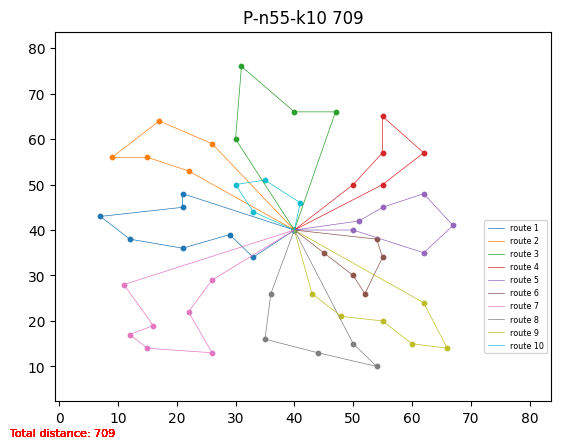 P-n55-k10 709
80
70
60
50
40
30
20
10
0 10 20 30 40 50 60 70 80
route 1
route 2
route 3
route 4
route 5
route 6
route 7
route 8
route 9
route 10
Total distance: 709